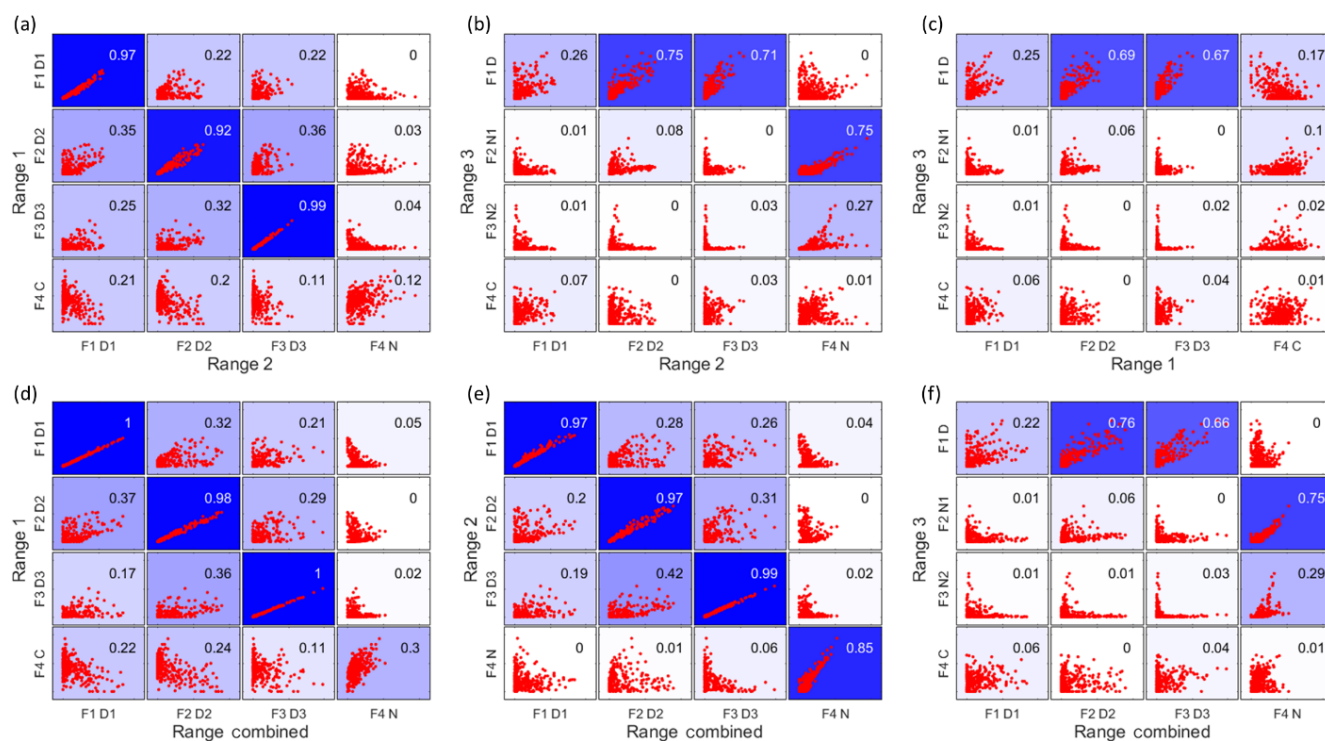 (a)
0.97 0.22 0.22 0
F1 D1
0.35 0.92 0.36 0.03
F2 D2
0.25 0.32 0.99 0.04
F3 D3
0.21 0.2 0.11 0.12
F4 C
Range 1
F1 D1 F2 D2 F3 D3 F4 N
Range 2
(b)
0.26 0.75 0.71 0
F1 D
0.01 0.08 0 0.75
F2 N1
0.01 0 0.03 0.27
F3 N2
0.07 0 0.03 0.01
F4 C
Range 3
F1 D1 F2 D2 F3 D3 F4 N
Range 2
(c)
0.25 0.69 0.67 0.17
F1 D
0.01 0.06 0 0.1
F2 N1
0.01 0 0.02 0.02
F3 N2
0.06 0 0.04 0.01
F4 C
Range 3
F1 D1 F2 D2 F3 D3 F4 C
Range 1
(d)
1 0.32 0.21 0.05
F1 D1
0.37 0.98 0.29 0
F2 D2
0.17 0.36 1 0.02
F3 D3
0.22 0.24 0.11 0.3
F4 C
Range 1
F1 D1 F2 D2 F3 D3 F4 N
Range combined
(e)
0.97 0.28 0.26 0.04
F1 D1
0.2 0.97 0.31 0
F2 D2
0.19 0.42 0.99 0.02
F3 D3
0 0.01 0.06 0.85
F4 N
Range 2
F1 D1 F2 D2 F3 D3 F4 N
Range combined
(f)
0.22 0.76 0.66 0
F1 D
0.01 0.06 0 0.75
F2 N1
0.01 0.01 0.03 0.29
F3 N2
0.06 0 0.04 0.01
F4 C
Range 3
F1 D1 F2 D2 F3 D3 F4 N
Range combined